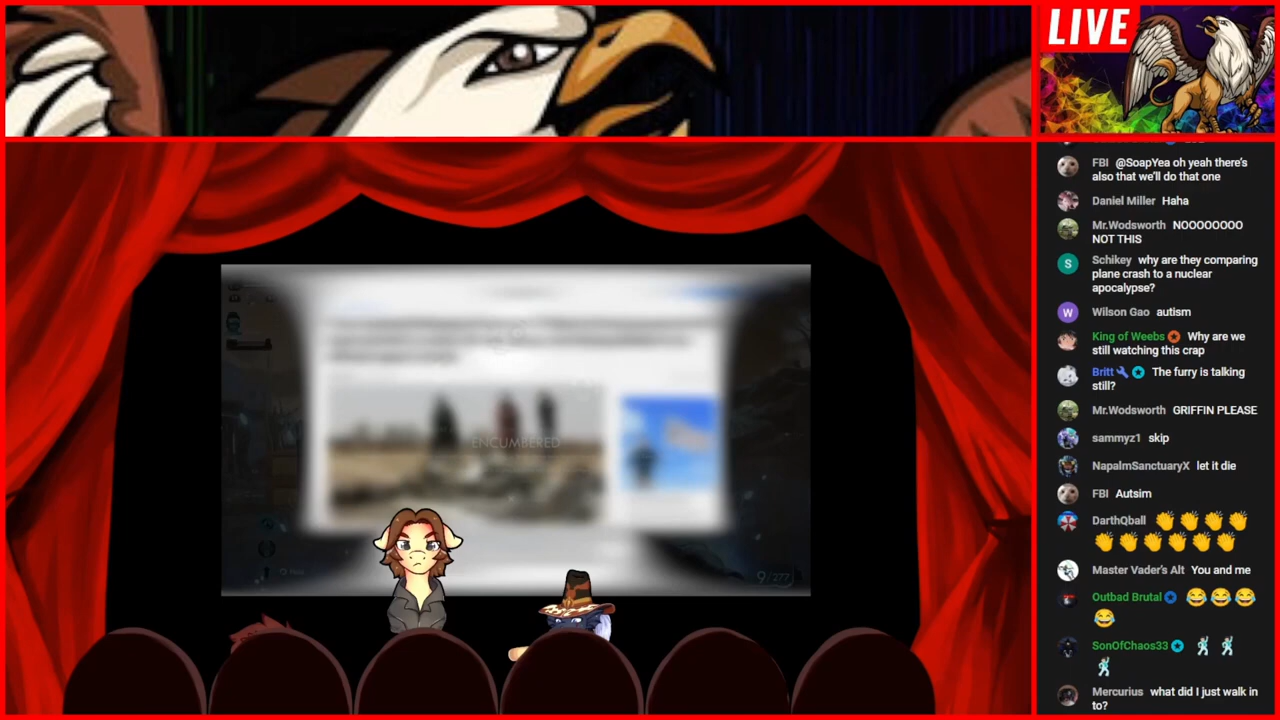 LIVE
FBI @SoapYea oh yeah there's
also that we'll do that one
Daniel Miller Haha
Mr.Wodsworth NOOOOOOOO
NOT THIS
S Schikey why are they comparing
plane crash to a nuclear
apocalypse?
W Wilson Gao autism
King of Weebs Why are we
still watching this crap
Britt The furry is talking
still?
Mr.Wodsworth GRIFFIN PLEASE
sammyz1 skip
NapalmSanctuaryX let it die
FBI Autsim
DarthQball 👏👏👏👏
👏👏👏👏👏👏
Master Vader's Alt You and me
Outbad Brutal 😂😂😂
😂
SonOfChaos33
Mercurius what did I just walk in
to?
ENCUMBERED
9/277